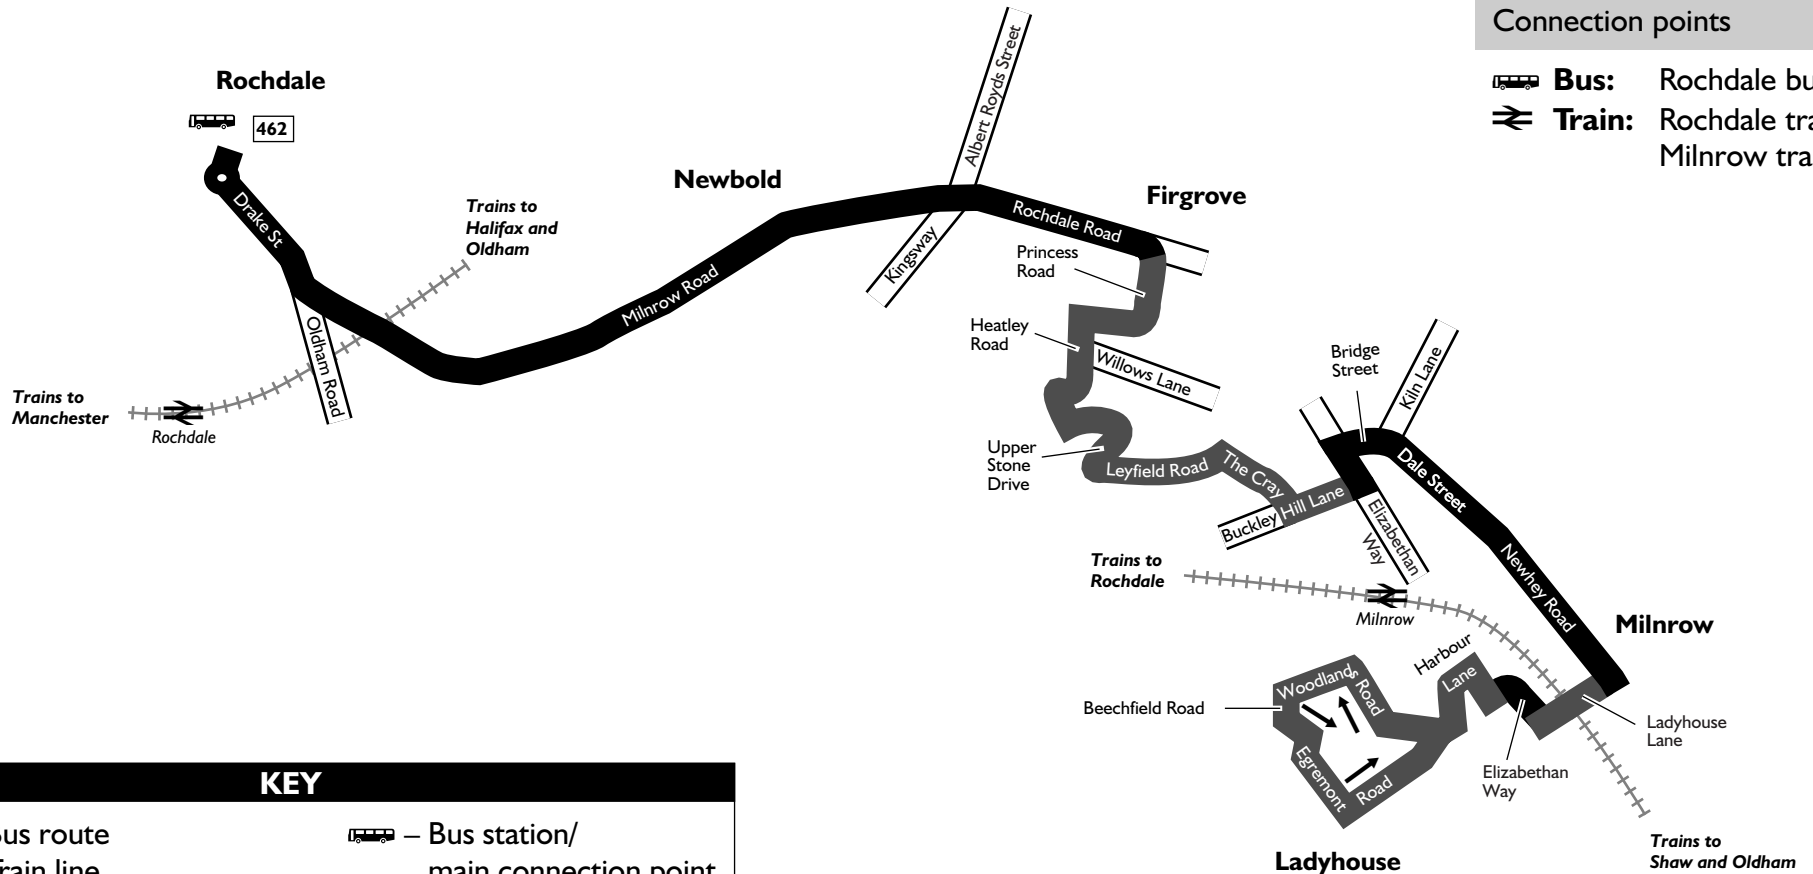 Connection points
Bus: Rochdale bu
Train: Rochdale tra
Milnrow tra
Rochdale
462
Drake St
Trains to
Halifax and
Oldham
Newbold
Albert Royds Street
Kingsway
Rochdale Road
Firgrove
Milnrow Road
Oldham Road
Trains to
Manchester
Rochdale
Princess
Road
Heatley
Road
Willows Lane
Upper
Stone
Drive
Leyfield Road
The Cray
Buckley Hill Lane
Bridge
Street
Kiln Lane
Dale Street
Elizabethan
Way
Newhey Road
Trains to
Rochdale
Milnrow
Milnrow
Harbour
Lane
Woodlands Road
Beechfield Road
Egremont
Road
Ladyhouse
Lane
Elizabethan
Way
Ladyhouse
Trains to
Shaw and Oldham
KEY
us route
rain line
– Bus station/
main connection point